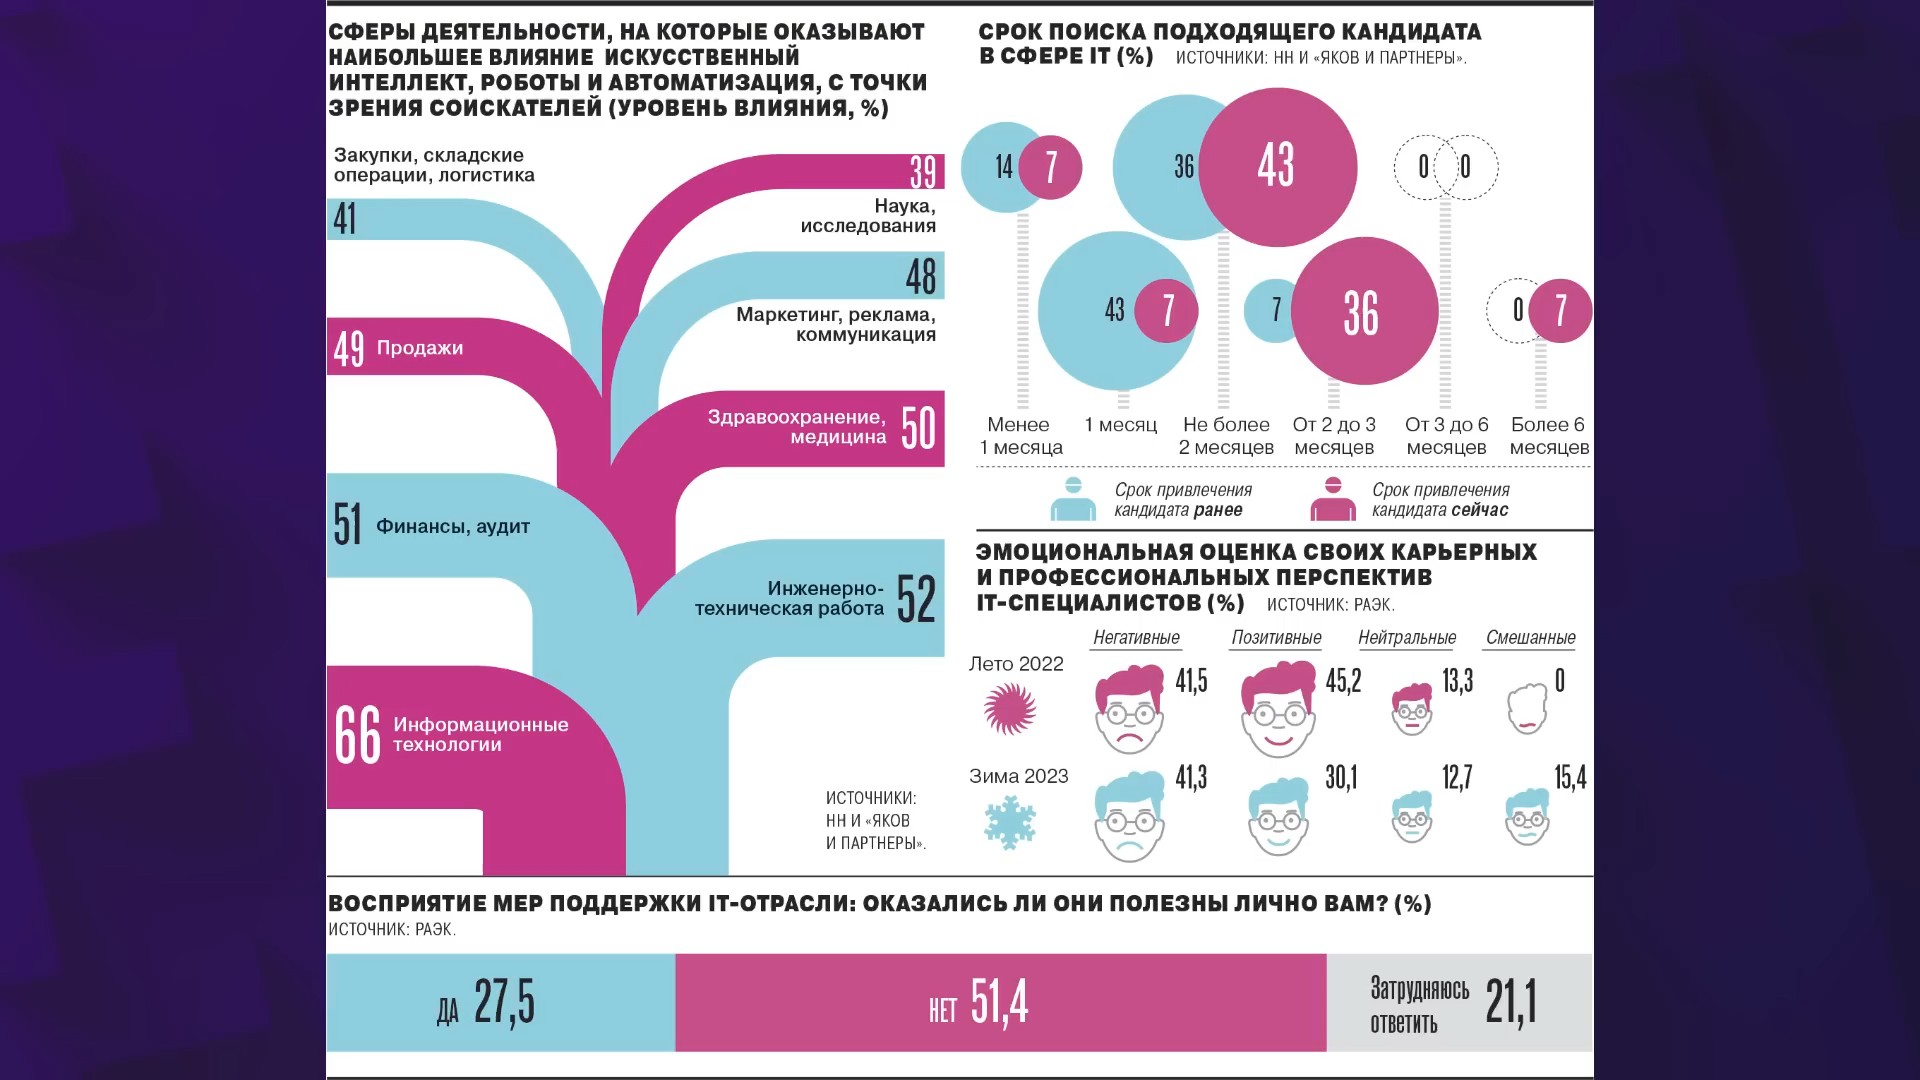 СФЕРЫ ДЕЯТЕЛЬНОСТИ, НА КОТОРЫЕ ОКАЗЫВАЮТ
НАИБОЛЬШЕЕ ВЛИЯНИЕ ИСКУССТВЕННЫЙ
ИНТЕЛЛЕКТ, РОБОТЫ И АВТОМАТИЗАЦИЯ, С ТОЧКИ
ЗРЕНИЯ СОИСКАТЕЛЕЙ (УРОВЕНЬ ВЛИЯНИЯ, %)
Закупки, складские
операции, логистика
41
39
Наука,
исследования
48
Маркетинг, реклама,
коммуникация
49 Продажи
Здравоохранение,
медицина 50
51 Финансы, аудит
Инженерно-
техническая работа 52
66 Информационные
технологии
ИСТОЧНИКИ:
HH И «ЯКОВ
И ПАРТНЕРЫ».
СРОК ПОИСКА ПОДХОДЯЩЕГО КАНДИДАТА
В СФЕРЕ IT (%) ИСТОЧНИКИ: HH И «ЯКОВ И ПАРТНЕРЫ».
14 7 36 43 0 0
43 7 7 36 0 7
Менее
1 месяца
1 месяц
Не более
2 месяцев
От 2 до 3
месяцев
От 3 до 6
месяцев
Более 6
месяцев
Срок привлечения
кандидата ранее
Срок привлечения
кандидата сейчас
ЭМОЦИОНАЛЬНАЯ ОЦЕНКА СВОИХ КАРЬЕРНЫХ
И ПРОФЕССИОНАЛЬНЫХ ПЕРСПЕКТИВ
IT-СПЕЦИАЛИСТОВ (%) ИСТОЧНИК: РАЭК.
Негативные Позитивные Нейтральные Смешанные
Лето 2022 41,5 45,2 13,3 0
Зима 2023 41,3 30,1 12,7 15,4
ВОСПРИЯТИЕ МЕР ПОДДЕРЖКИ IT-ОТРАСЛИ: ОКАЗАЛИСЬ ЛИ ОНИ ПОЛЕЗНЫ ЛИЧНО ВАМ? (%)
ИСТОЧНИК: РАЭК.
ДА 27,5
НЕТ 51,4
Затрудняюсь
ответить 21,1